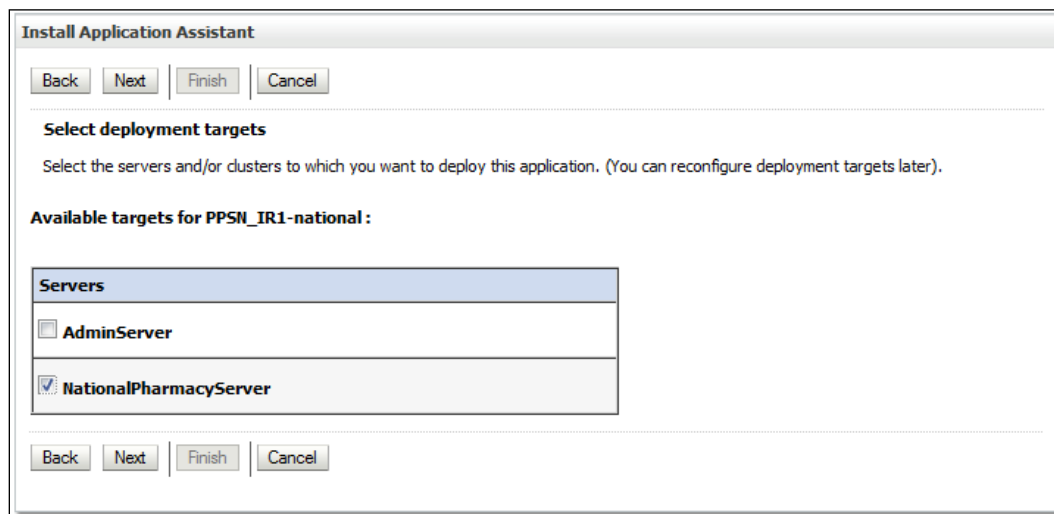 Install Application Assistant
Back Next Finish Cancel
Select deployment targets
Select the servers and/or clusters to which you want to deploy this application. (You can reconfigure deployment targets later).
Available targets for PPSN_IR1-national :
Servers
AdminServer
NationalPharmacyServer
Back Next Finish Cancel